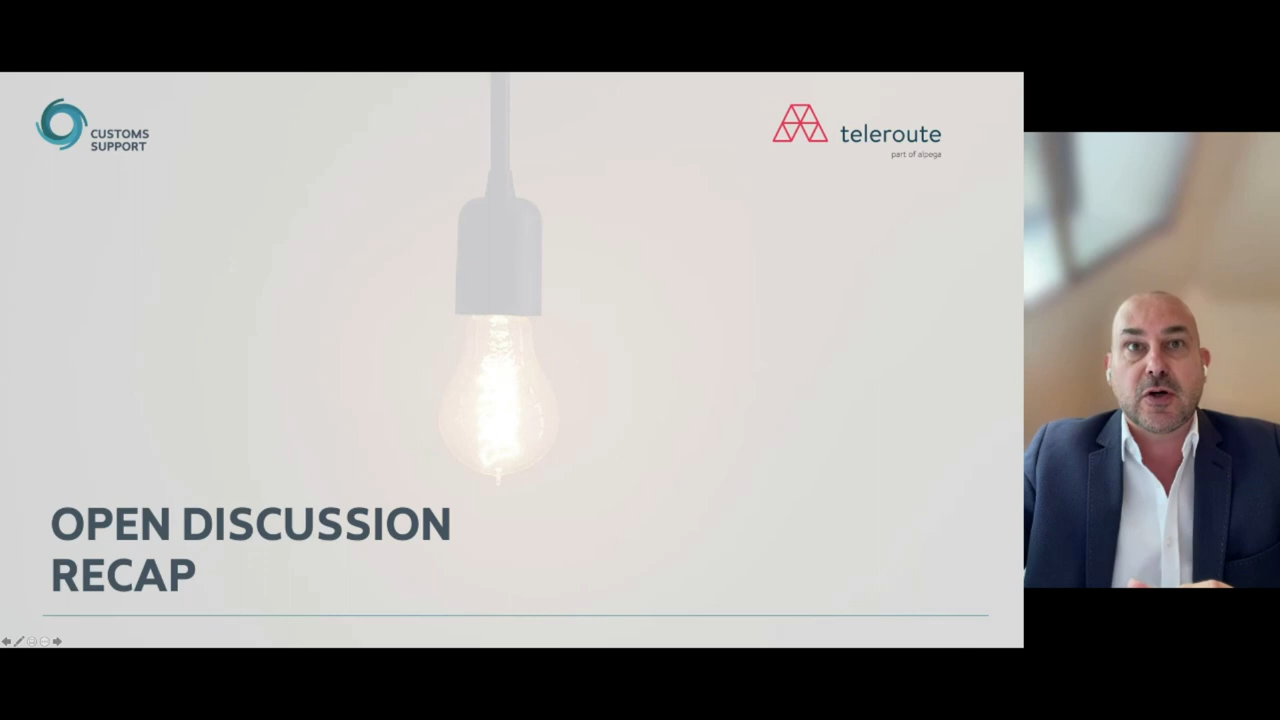 CUSTOMS
SUPPORT
teleroute
part of alpega
OPEN DISCUSSION
RECAP